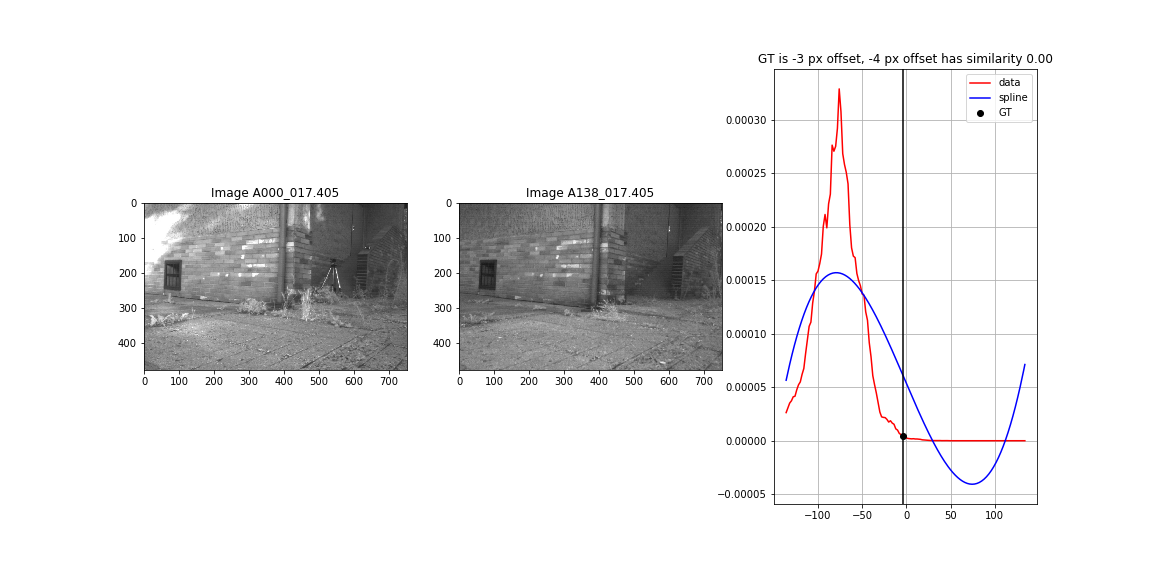 Image A000_017.405
0
100
200
300
400
0 100 200 300 400 500 600 700
Image A138_017.405
0
100
200
300
400
0 100 200 300 400 500 600 700
GT is -3 px offset, -4 px offset has similarity 0.00
data
spline
GT
0.00030
0.00025
0.00020
0.00015
0.00010
0.00005
0.00000
−0.00005
−100 −50 0 50 100